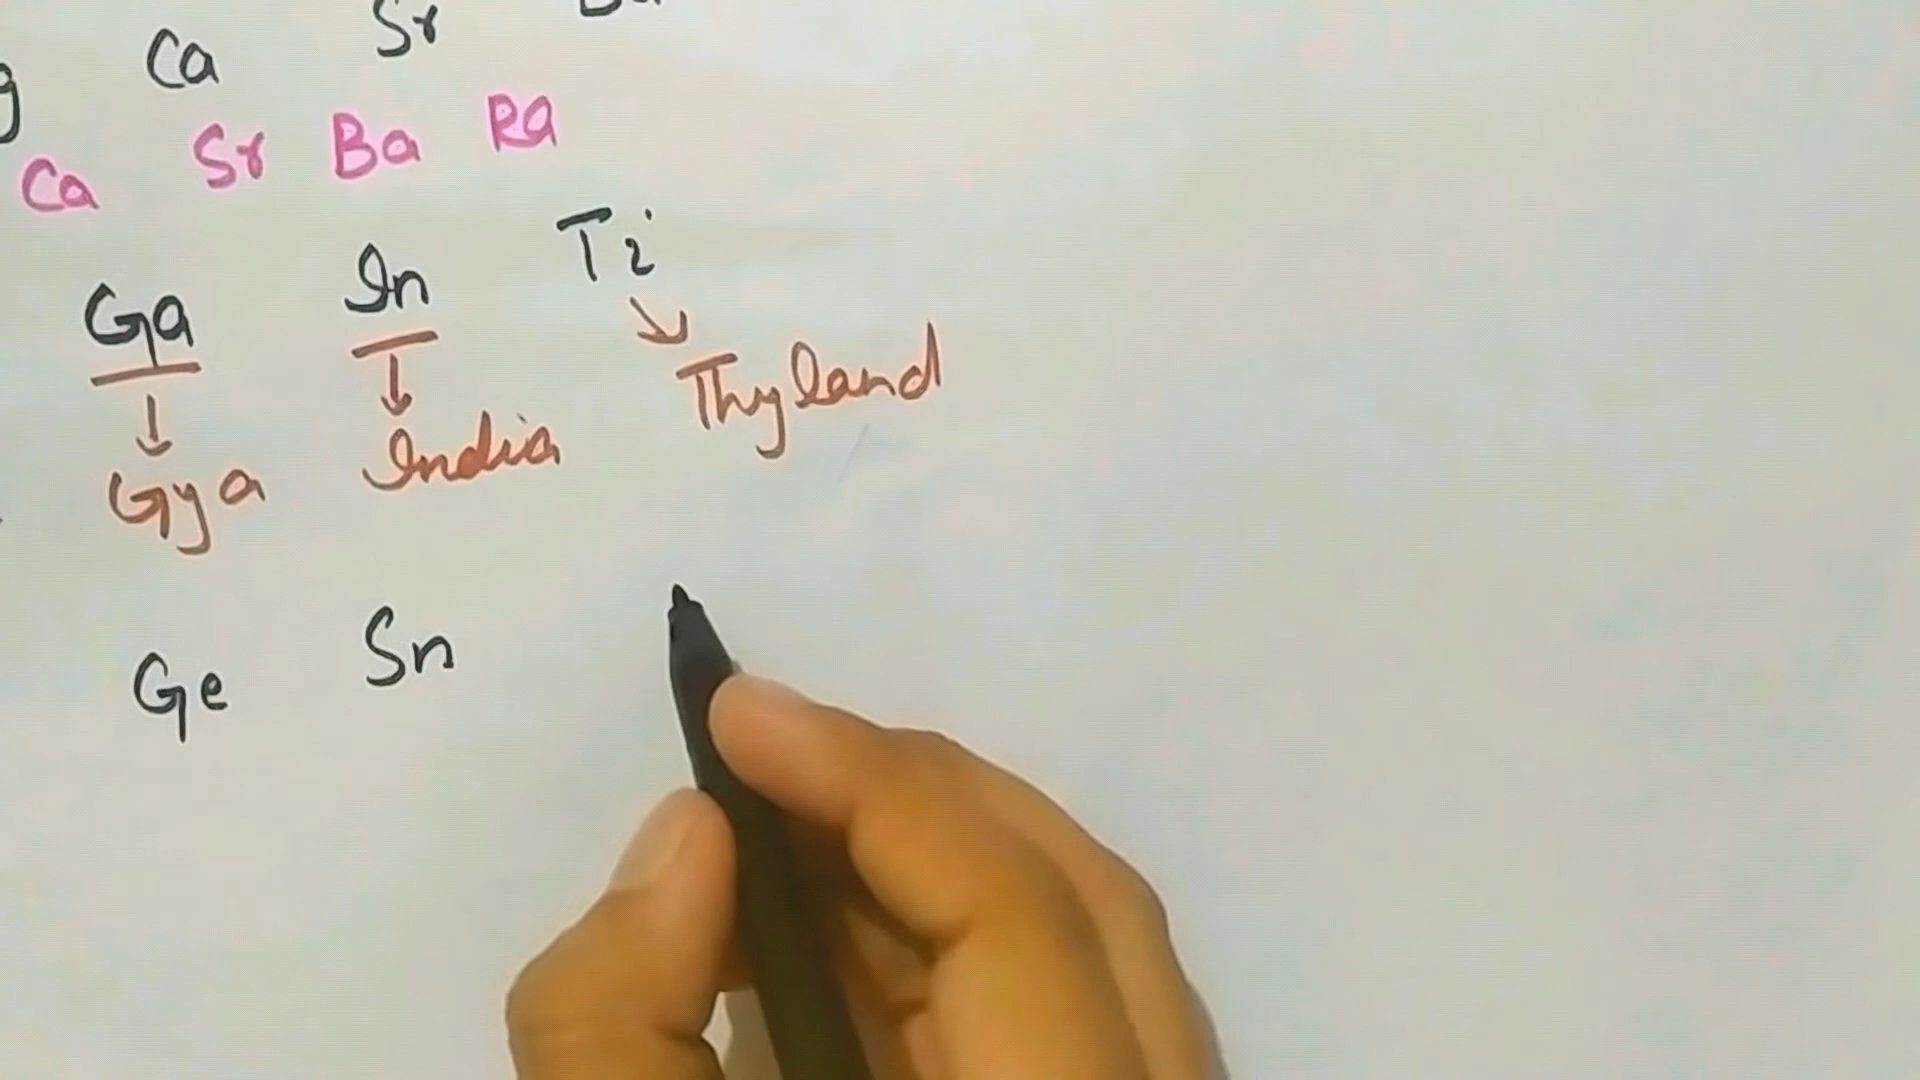 Ca Sr
Ca Sr Ba Ra
Ga In Ti
Gya India Thyland
Ge Sn